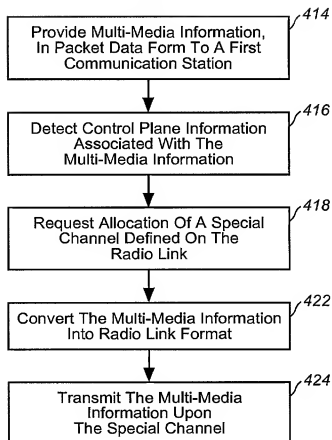 414
Provide Multi-Media Information,
In Packet Data Form To A First
Communication Station
416
Detect Control Plane Information
Associated With The
Multi-Media Information
418
Request Allocation Of A Special
Channel Defined On The
Radio Link
422
Convert The Multi-Media Information
Into Radio Link Format
424
Transmit The Multi-Media
Information Upon
The Special Channel